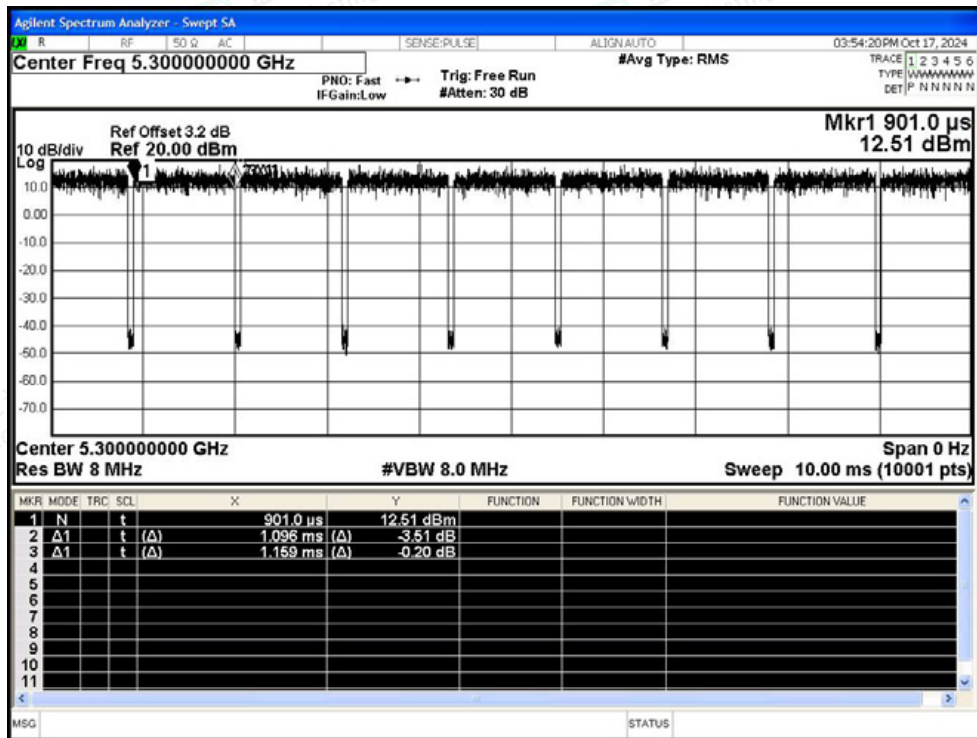 Agilent Spectrum Analyzer - Swept SA
LXI R RF 50 Ω AC SENSE:PULSE ALIGN AUTO 03:54:20 PM Oct 17, 2024
Center Freq 5.300000000 GHz #Avg Type: RMS TRACE 1 2 3 4 5 6
PNO: Fast Trig: Free Run TYPE WWWWWW
IFGain:Low #Atten: 30 dB DET P N N N N N
Mkr1 901.0 µs
Ref Offset 3.2 dB
10 dB/div Ref 20.00 dBm 12.51 dBm
Log
1
10.0
0.00
-10.0
-20.0
-30.0
-40.0
-50.0
-60.0
-70.0
Center 5.300000000 GHz Span 0 Hz
Res BW 8 MHz #VBW 8.0 MHz Sweep 10.00 ms (10001 pts)
MKR MODE TRC SCL X Y FUNCTION FUNCTION WIDTH FUNCTION VALUE
1 N t 901.0 µs 12.51 dBm
2 Δ1 t (Δ) 1.096 ms (Δ) -3.51 dB
3 Δ1 t (Δ) 1.159 ms (Δ) -0.20 dB
4
5
6
7
8
9
10
11
MSG STATUS